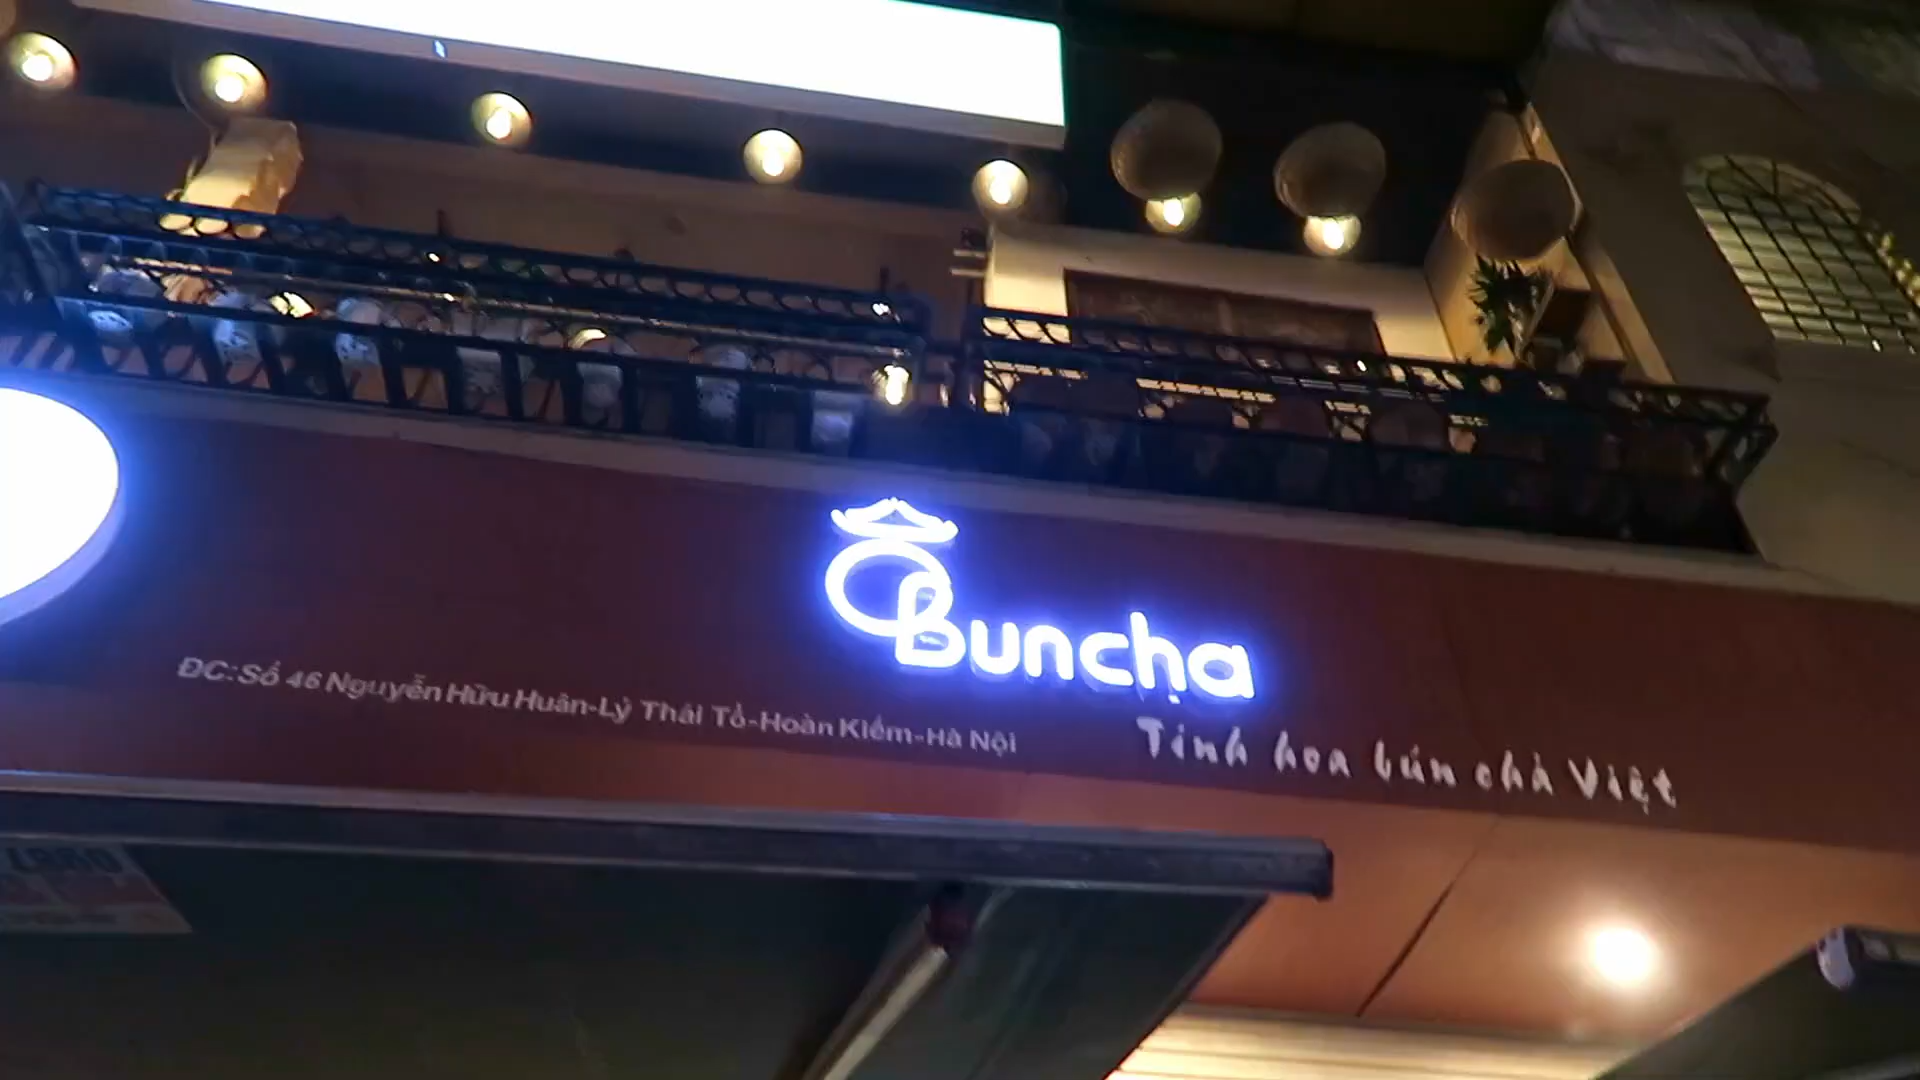 Ô Buncha
ĐC:Số 46 Nguyễn Hữu Huân-Lý Thái Tổ-Hoàn Kiếm-Hà Nội
Tinh hoa bún chả Việt